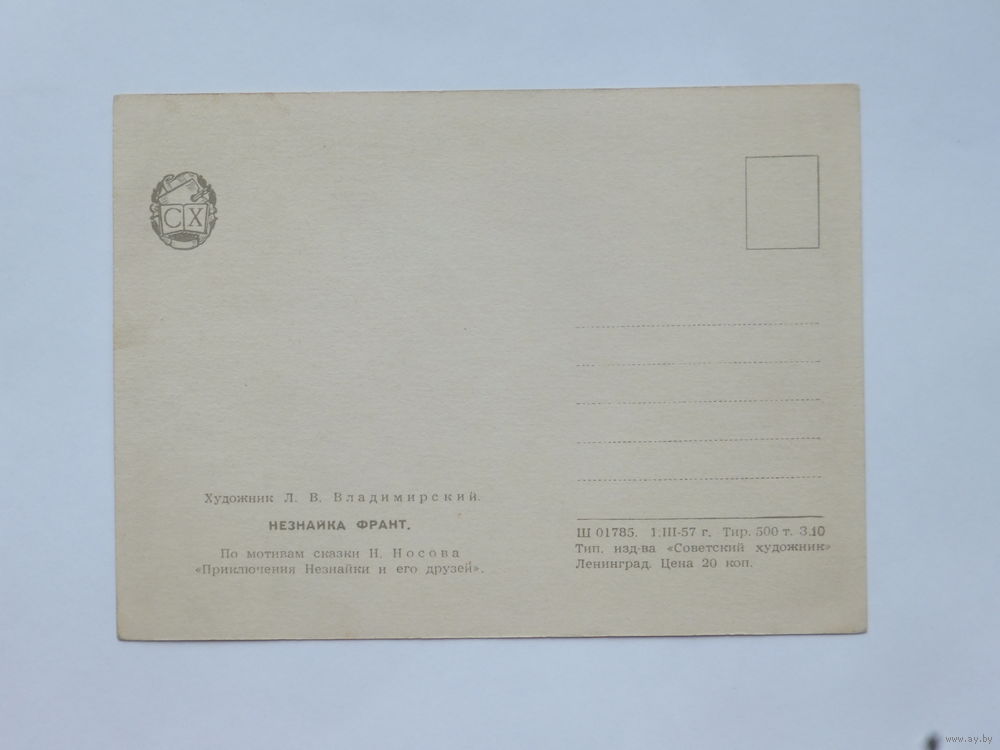 СХ
Художник Л. В. Владимирский.
НЕЗНАЙКА ФРАНТ.
По мотивам сказки Н. Носова
«Приключения Незнайки и его друзей».
Ш 01785. 1.III-57 г. Тир. 500 т. З.10
Тип. изд-ва «Советский художник»
Ленинград. Цена 20 коп.
www.ay.by